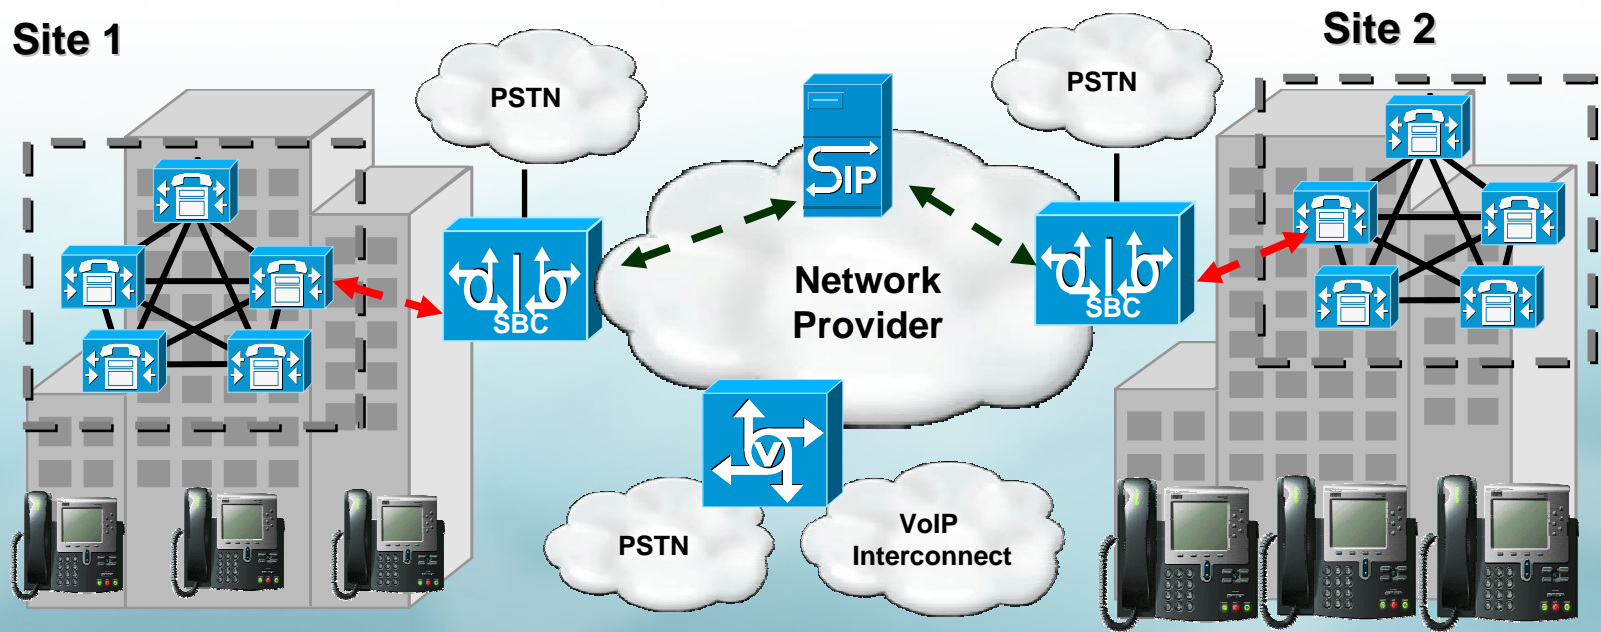 Site 1
Site 2
PSTN
PSTN
SIP
Network
Provider
SBC
SBC
V
PSTN
VoIP
Interconnect